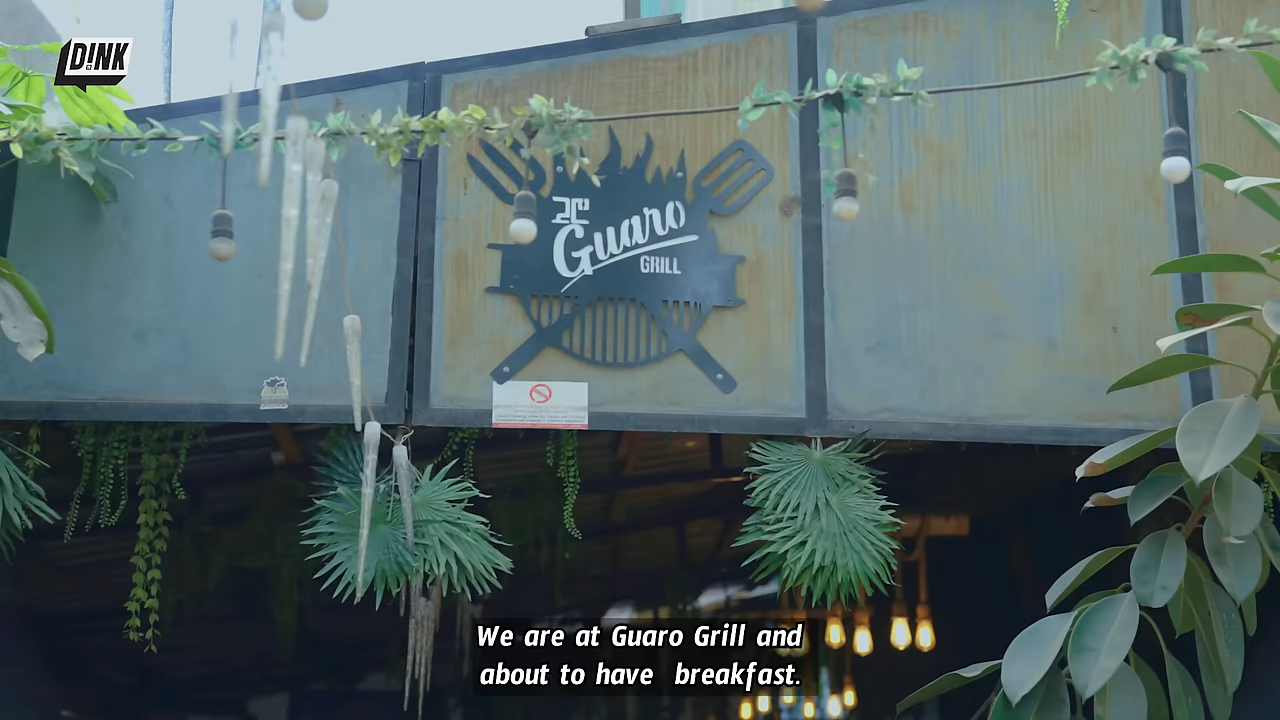 D!NK
Guaro
GRILL
We are at Guaro Grill and
about to have breakfast.